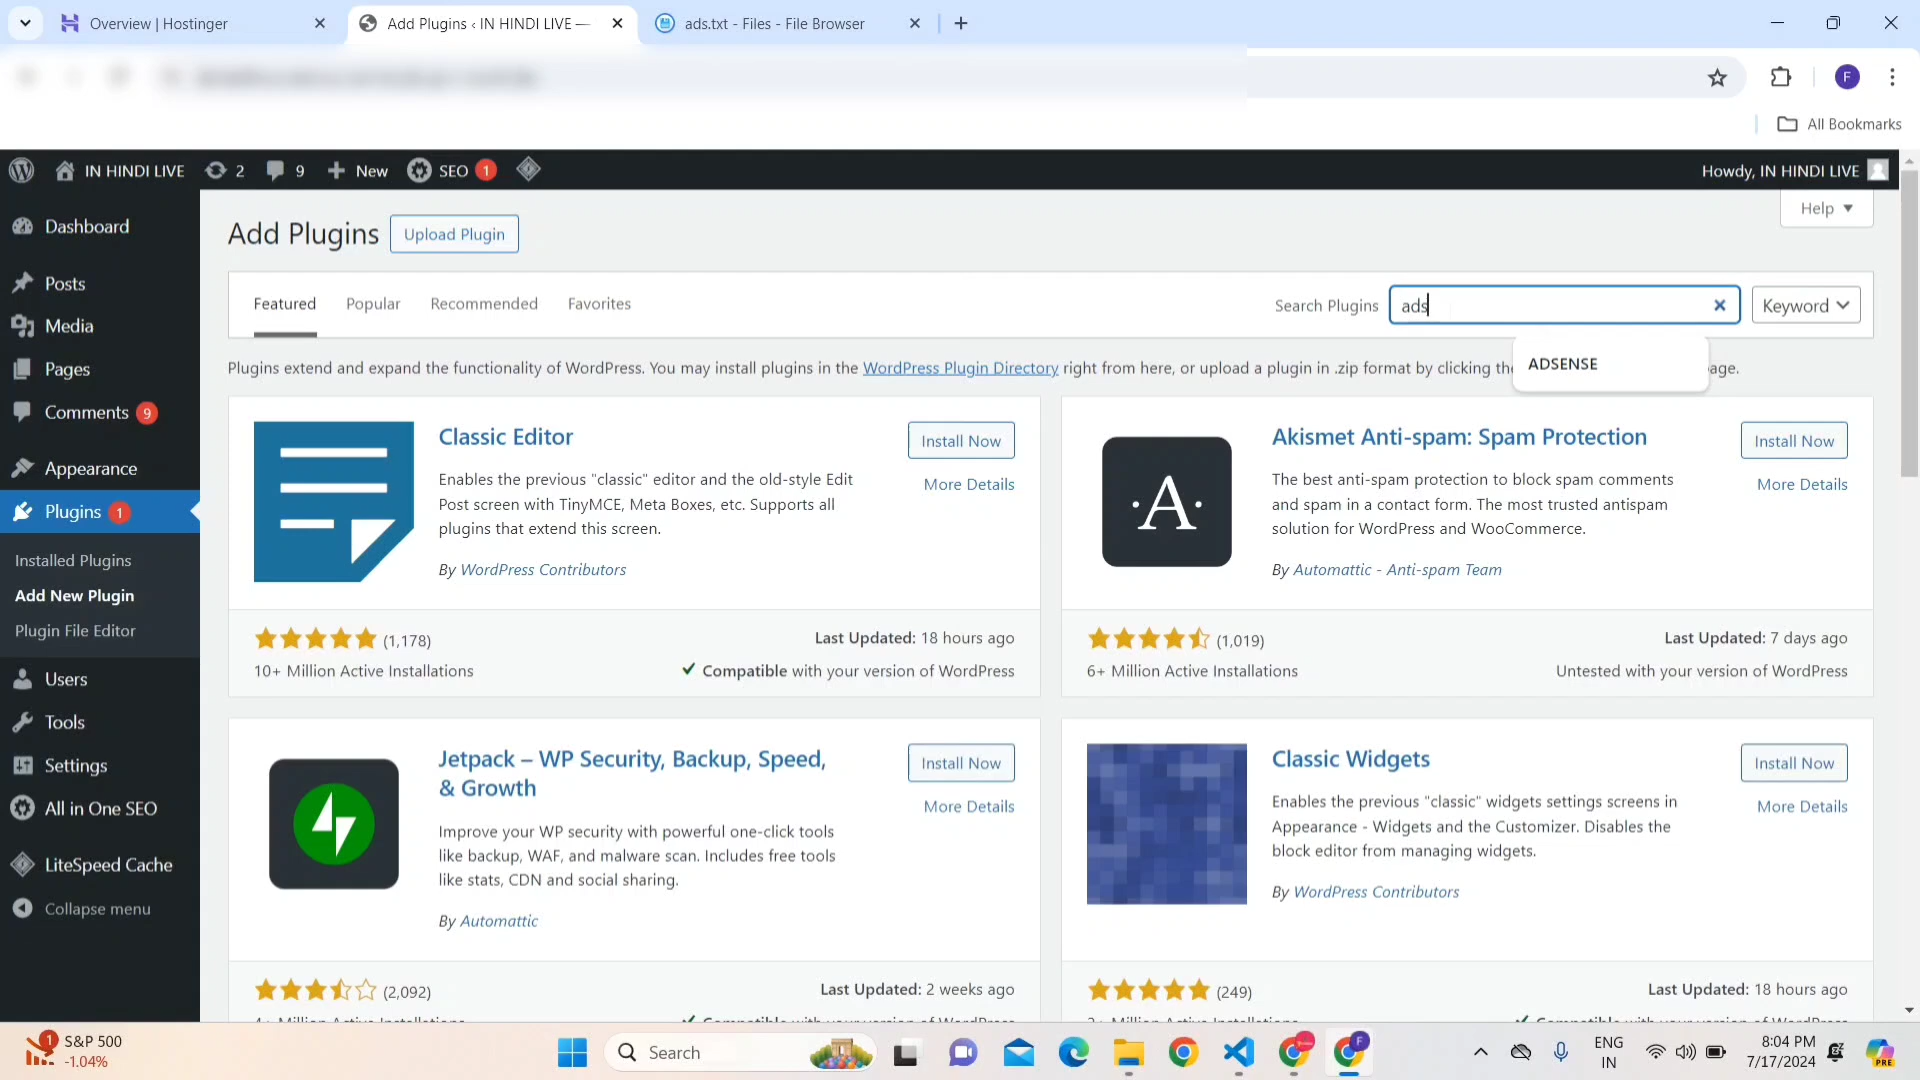 Overview | Hostinger
Add Plugins ‹ IN HINDI LIVE —
ads.txt - Files - File Browser
F
All Bookmarks
IN HINDI LIVE
2
9
New
SEO 1
Howdy, IN HINDI LIVE
Help
Dashboard
Posts
Media
Pages
Comments 9
Appearance
Plugins 1
Installed Plugins
Add New Plugin
Plugin File Editor
Users
Tools
Settings
All in One SEO
LiteSpeed Cache
Collapse menu
Add Plugins
Upload Plugin
Featured
Popular
Recommended
Favorites
Search Plugins
ads
Keyword
ADSENSE
Plugins extend and expand the functionality of WordPress. You may install plugins in the WordPress Plugin Directory right from here, or upload a plugin in .zip format by clicking the
Classic Editor
Install Now
More Details
Enables the previous "classic" editor and the old-style Edit
Post screen with TinyMCE, Meta Boxes, etc. Supports all
plugins that extend this screen.
By WordPress Contributors
(1,178)
10+ Million Active Installations
Last Updated: 18 hours ago
Compatible with your version of WordPress
Akismet Anti-spam: Spam Protection
Install Now
More Details
·A·
The best anti-spam protection to block spam comments
and spam in a contact form. The most trusted antispam
solution for WordPress and WooCommerce.
By Automattic - Anti-spam Team
(1,019)
6+ Million Active Installations
Last Updated: 7 days ago
Untested with your version of WordPress
Jetpack – WP Security, Backup, Speed,
& Growth
Install Now
More Details
Improve your WP security with powerful one-click tools
like backup, WAF, and malware scan. Includes free tools
like stats, CDN and social sharing.
By Automattic
(2,092)
Last Updated: 2 weeks ago
Classic Widgets
Install Now
More Details
Enables the previous "classic" widgets settings screens in
Appearance - Widgets and the Customizer. Disables the
block editor from managing widgets.
By WordPress Contributors
(249)
Last Updated: 18 hours ago
1
S&P 500
-1.04%
Search
F
ENG
IN
8:04 PM
7/17/2024
PRE